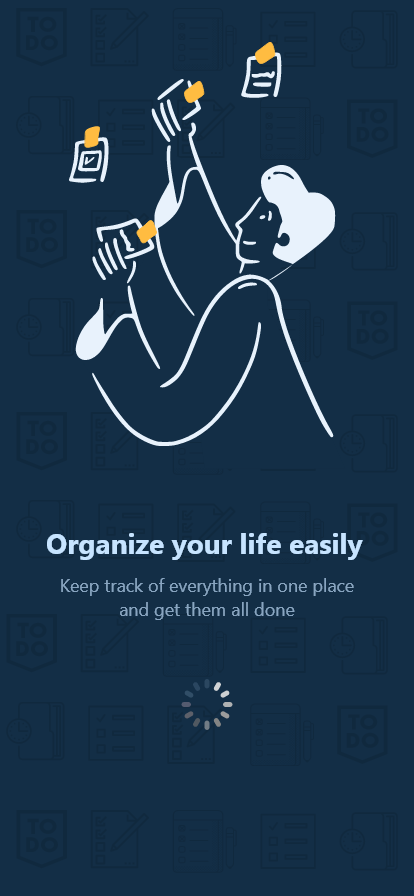 Organize your life easily
Keep track of everything in one place
and get them all done